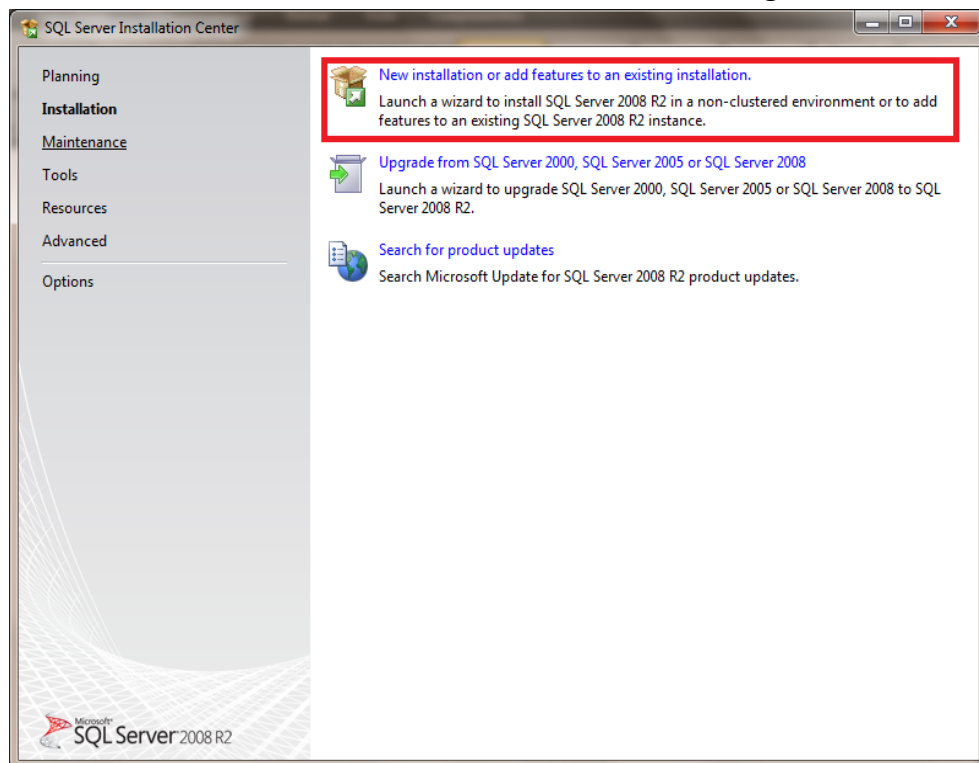 SQL Server Installation Center
Planning
Installation
Maintenance
Tools
Resources
Advanced
Options
New installation or add features to an existing installation.
Launch a wizard to install SQL Server 2008 R2 in a non-clustered environment or to add
features to an existing SQL Server 2008 R2 instance.
Upgrade from SQL Server 2000, SQL Server 2005 or SQL Server 2008
Launch a wizard to upgrade SQL Server 2000, SQL Server 2005 or SQL Server 2008 to SQL
Server 2008 R2.
Search for product updates
Search Microsoft Update for SQL Server 2008 R2 product updates.
Microsoft®
SQL Server® 2008 R2